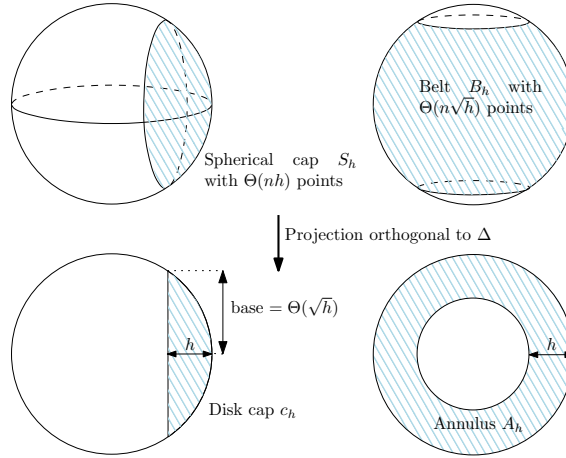 Belt B_h with
Θ(n√h) points
Spherical cap S_h
with Θ(nh) points
Projection orthogonal to Δ
base = Θ(√h)
h
h
Disk cap c_h
Annulus A_h